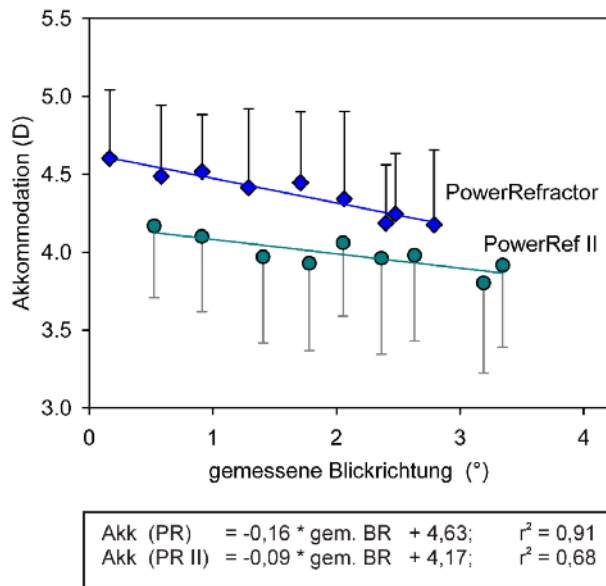 5.5
5.0
4.5
4.0
3.5
3.0
Akkommodation (D)
PowerRefractor
PowerRef II
0 1 2 3 4
gemessene Blickrichtung (°)
Akk (PR) = -0,16 * gem. BR + 4,63; r² = 0,91
Akk (PR II) = -0,09 * gem. BR + 4,17; r² = 0,68